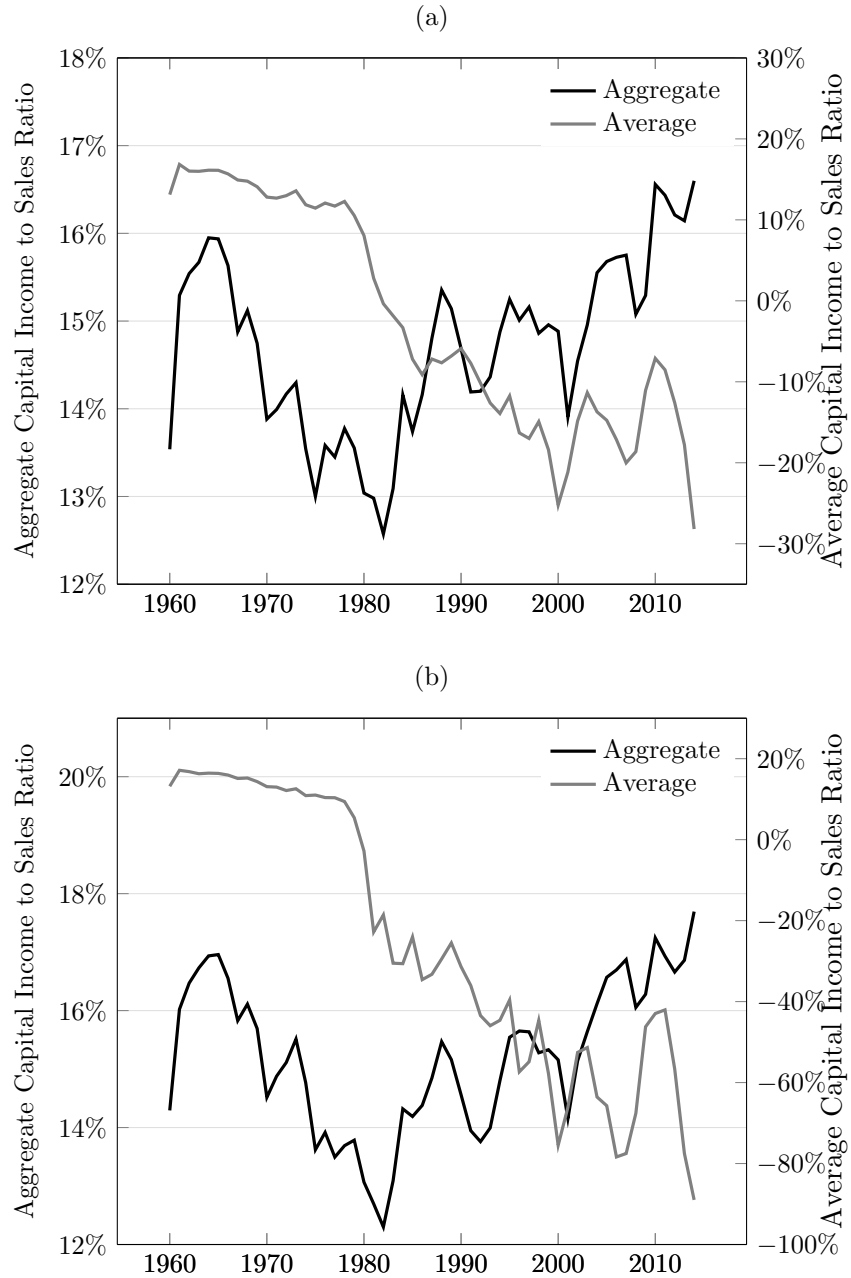 (a)
Aggregate Capital Income to Sales Ratio
18%
17%
16%
15%
14%
13%
12%
Aggregate
Average
30%
20%
10%
0%
−10%
−20%
−30%
Average Capital Income to Sales Ratio
1960 1970 1980 1990 2000 2010
(b)
Aggregate Capital Income to Sales Ratio
20%
18%
16%
14%
12%
Aggregate
Average
20%
0%
−20%
−40%
−60%
−80%
−100%
Average Capital Income to Sales Ratio
1960 1970 1980 1990 2000 2010